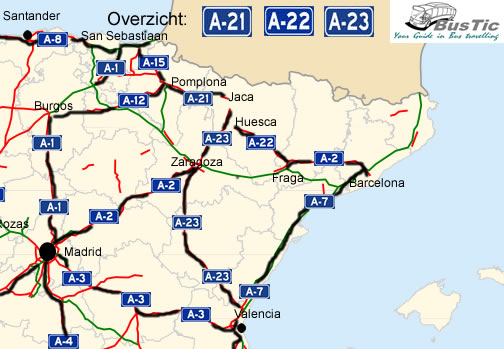 Overzicht: A-21 A-22 A-23
BusTic
Your Guide in Bus travelling
Santander
San Sebastiaan
A-8
A-1
A-15
Pomplona
A-12
A-21
Jaca
Burgos
Huesca
A-1
A-23
A-22
A-2
Zaragoza
Fraga
Barcelona
A-2
A-7
A-1
A-2
ozas
A-23
Madrid
A-3
A-23
A-7
A-3
A-3
Valencia
A-4